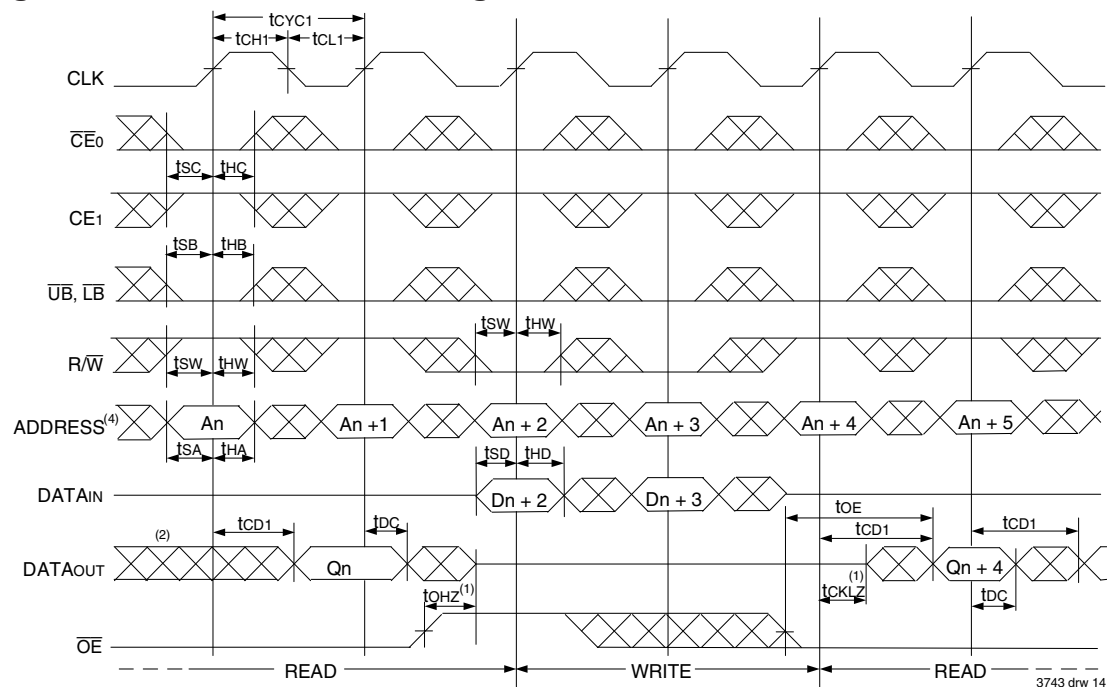 tCYC1
tCH1 tCL1
CLK
CE0
tSC tHC
CE1
tSB tHB
UB, LB
tSW tHW
R/W
tSW tHW
ADDRESS(4) An An +1 An + 2 An + 3 An + 4 An + 5
tSA tHA
tSD tHD
DATAIN Dn + 2 Dn + 3
tOE
(2) tCD1 tDC tCD1 tCD1
DATAOUT Qn Qn + 4
tOHZ(1) tCKLZ(1) tDC
OE
READ WRITE READ
3743 drw 14